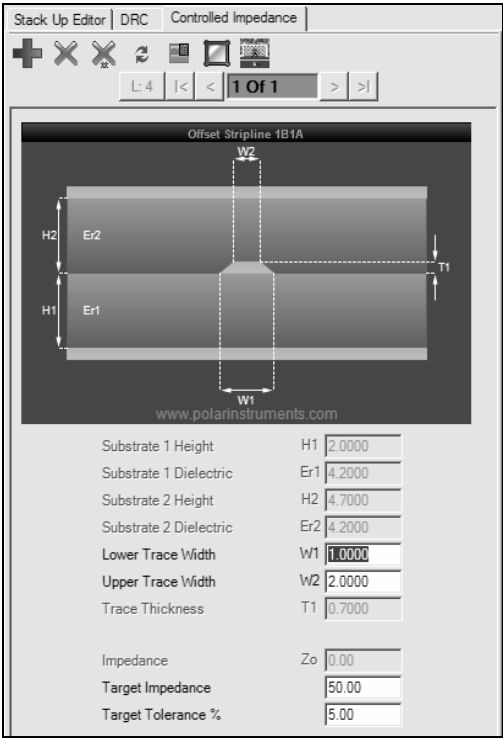 Stack Up Editor DRC Controlled Impedance
L: 4 |< < 1 Of 1 > >|
Offset Stripline 1B1A
W2
H2 Er2
T1
H1 Er1
W1
www.polarinstruments.com
Substrate 1 Height H1 2.0000
Substrate 1 Dielectric Er1 4.2000
Substrate 2 Height H2 4.7000
Substrate 2 Dielectric Er2 4.2000
Lower Trace Width W1 1.0000
Upper Trace Width W2 2.0000
Trace Thickness T1 0.7000
Impedance Zo 0.00
Target Impedance 50.00
Target Tolerance % 5.00